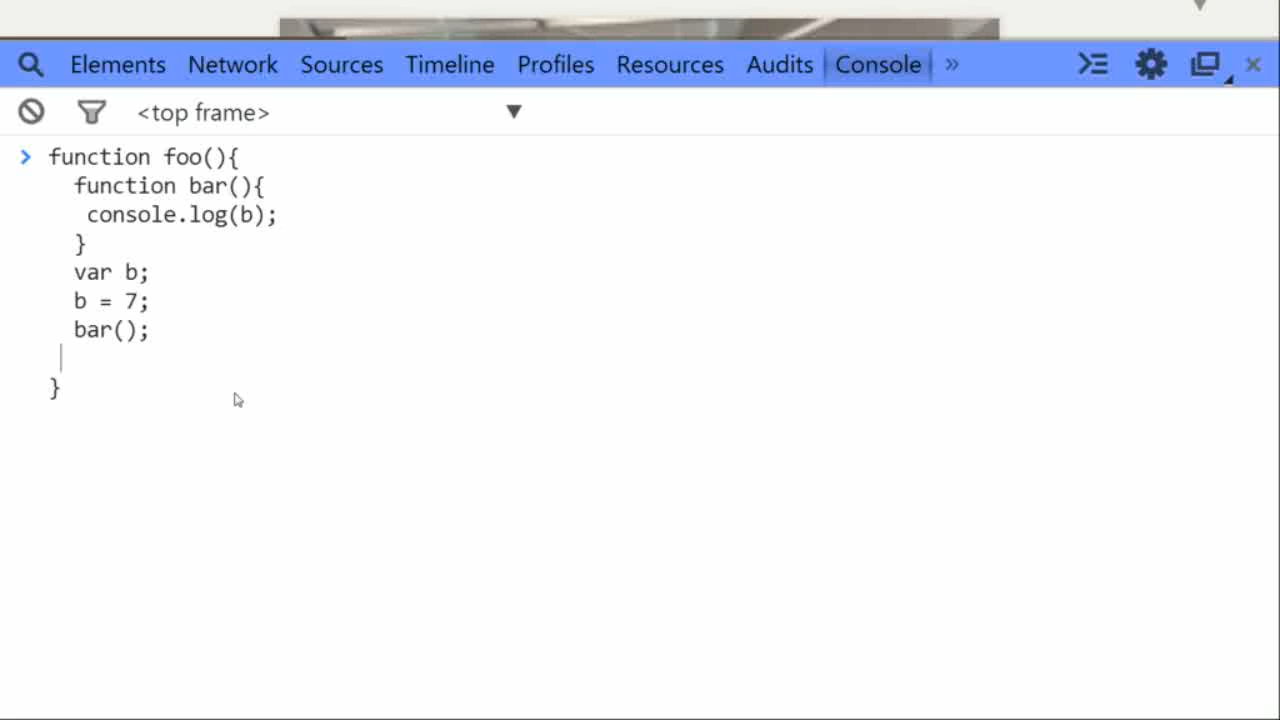 Elements Network Sources Timeline Profiles Resources Audits Console »
<top frame>
function foo(){
function bar(){
console.log(b);
}
var b;
b = 7;
bar();
}